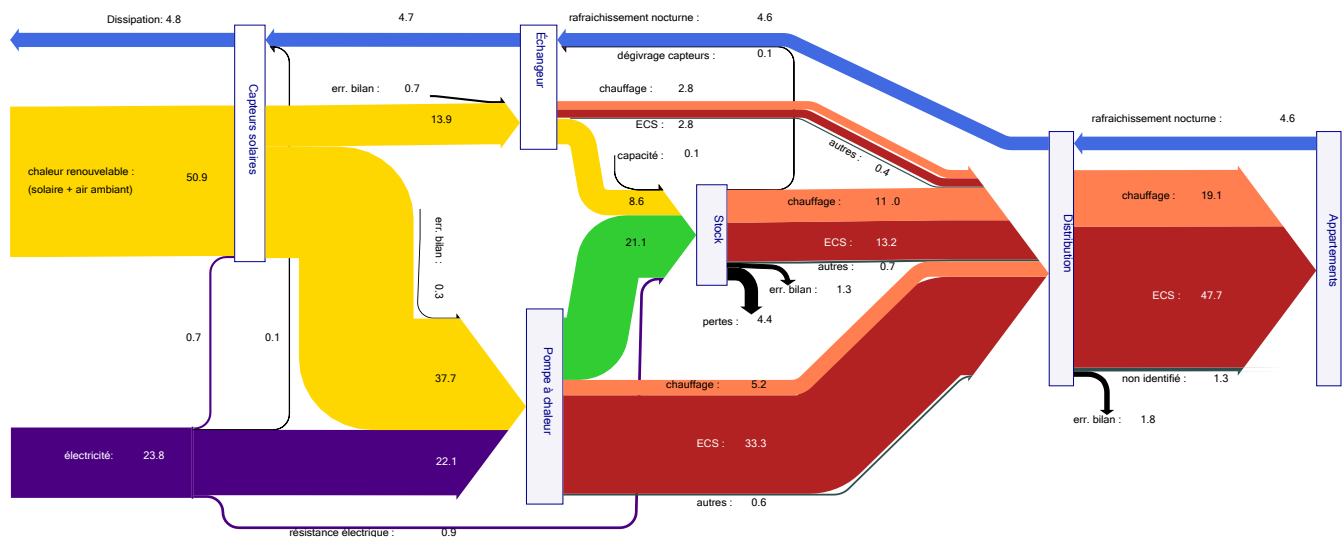 Dissipation: 4.8
4.7
rafraichissement nocturne : 4.6
dégivrage capteurs : 0.1
Capteurs solaires
Échangeur
err. bilan : 0.7
chauffage : 2.8
13.9
ECS : 2.8
rafraichissement nocturne : 4.6
autres : 0.4
capacité : 0.1
chaleur renouvelable :
(solaire + air ambiant)
50.9
8.6
chauffage : 11 .0
chauffage : 19.1
err. bilan : 0.3
21.1
Stock
ECS : 13.2
Distribution
Appartements
autres : 0.7
err. bilan : 1.3
ECS : 47.7
pertes : 4.4
0.7
0.1
Pompe à chaleur
37.7
chauffage : 5.2
non identifié : 1.3
err. bilan : 1.8
électricité: 23.8
22.1
ECS : 33.3
autres : 0.6
résistance électrique : 0.9